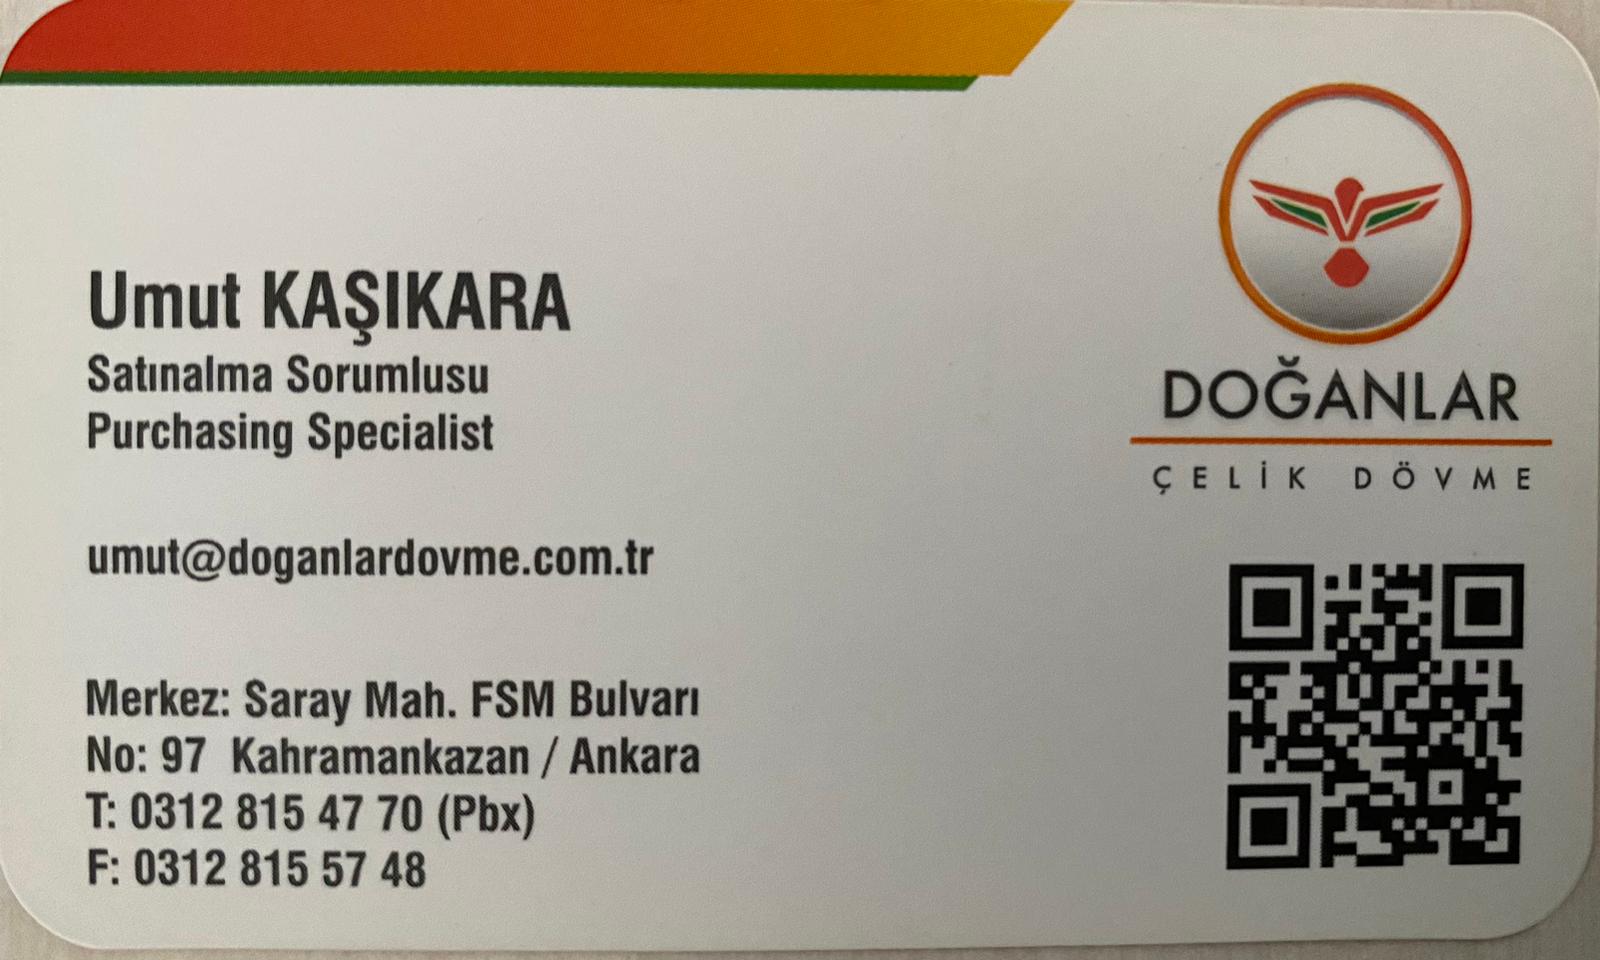 DOĞANLAR
ÇELİK DÖVME
Umut KAŞIKARA
Satınalma Sorumlusu
Purchasing Specialist
umut@doganlardovme.com.tr
Merkez: Saray Mah. FSM Bulvarı
No: 97 Kahramankazan / Ankara
T: 0312 815 47 70 (Pbx)
F: 0312 815 57 48